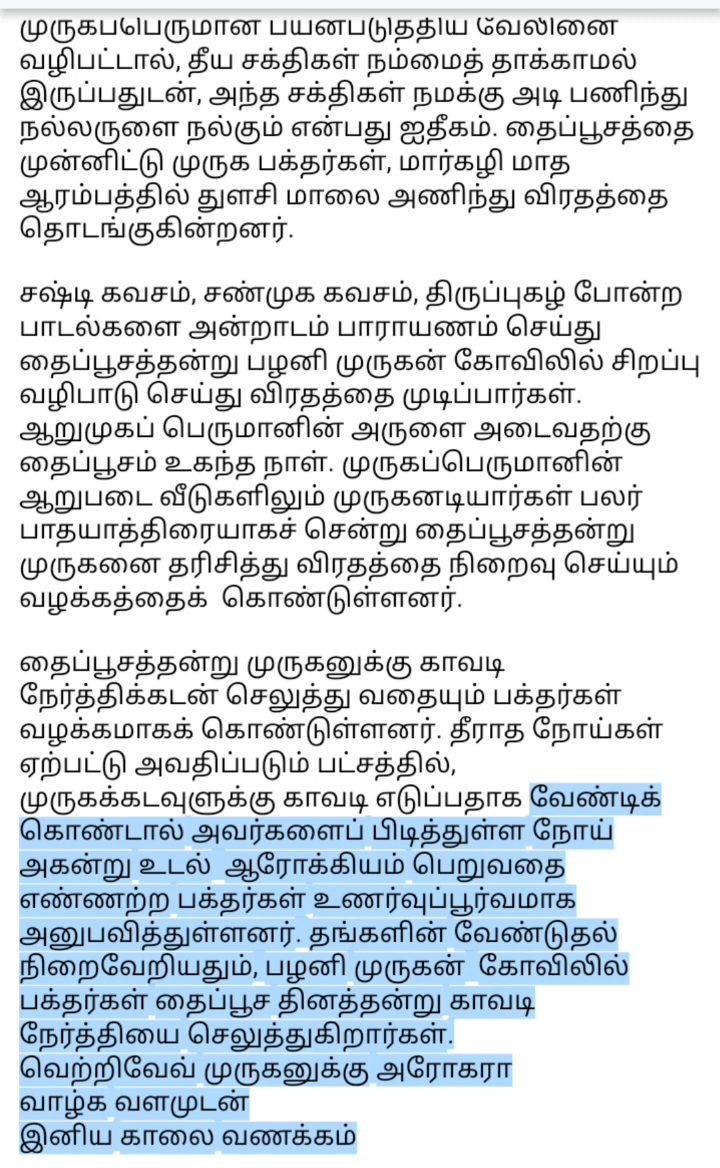 முருகப்பெருமான் பயன்படுத்திய வேலினை
வழிபட்டால், தீய சக்திகள் நம்மைத் தாக்காமல்
இருப்பதுடன், அந்த சக்திகள் நமக்கு அடி பணிந்து
நல்லருளை நல்கும் என்பது ஐதீகம். தைப்பூசத்தை
முன்னிட்டு முருக பக்தர்கள், மார்கழி மாத
ஆரம்பத்தில் துளசி மாலை அணிந்து விரதத்தை
தொடங்குகின்றனர்.
சஷ்டி கவசம், சண்முக கவசம், திருப்புகழ் போன்ற
பாடல்களை அன்றாடம் பாராயணம் செய்து
தைப்பூசத்தன்று பழனி முருகன் கோவிலில் சிறப்பு
வழிபாடு செய்து விரதத்தை முடிப்பார்கள்.
ஆறுமுகப் பெருமானின் அருளை அடைவதற்கு
தைப்பூசம் உகந்த நாள். முருகப்பெருமானின்
ஆறுபடை வீடுகளிலும் முருகனடியார்கள் பலர்
பாதயாத்திரையாகச் சென்று தைப்பூசத்தன்று
முருகனை தரிசித்து விரதத்தை நிறைவு செய்யும்
வழக்கத்தைக் கொண்டுள்ளனர்.
தைப்பூசத்தன்று முருகனுக்கு காவடி
நேர்த்திக்கடன் செலுத்து வதையும் பக்தர்கள்
வழக்கமாகக் கொண்டுள்ளனர். தீராத நோய்கள்
ஏற்பட்டு அவதிப்படும் பட்சத்தில்,
முருகக்கடவுளுக்கு காவடி எடுப்பதாக வேண்டிக்
கொண்டால் அவர்களைப் பிடித்துள்ள நோய்
அகன்று உடல் ஆரோக்கியம் பெறுவதை
எண்ணற்ற பக்தர்கள் உணர்வுப்பூர்வமாக
அனுபவித்துள்ளனர். தங்களின் வேண்டுதல்
நிறைவேறியதும், பழனி முருகன் கோவிலில்
பக்தர்கள் தைப்பூச தினத்தன்று காவடி
நேர்த்தியை செலுத்துகிறார்கள்.
வெற்றிவேவ் முருகனுக்கு அரோகரா
வாழ்க வளமுடன்
இனிய காலை வணக்கம்